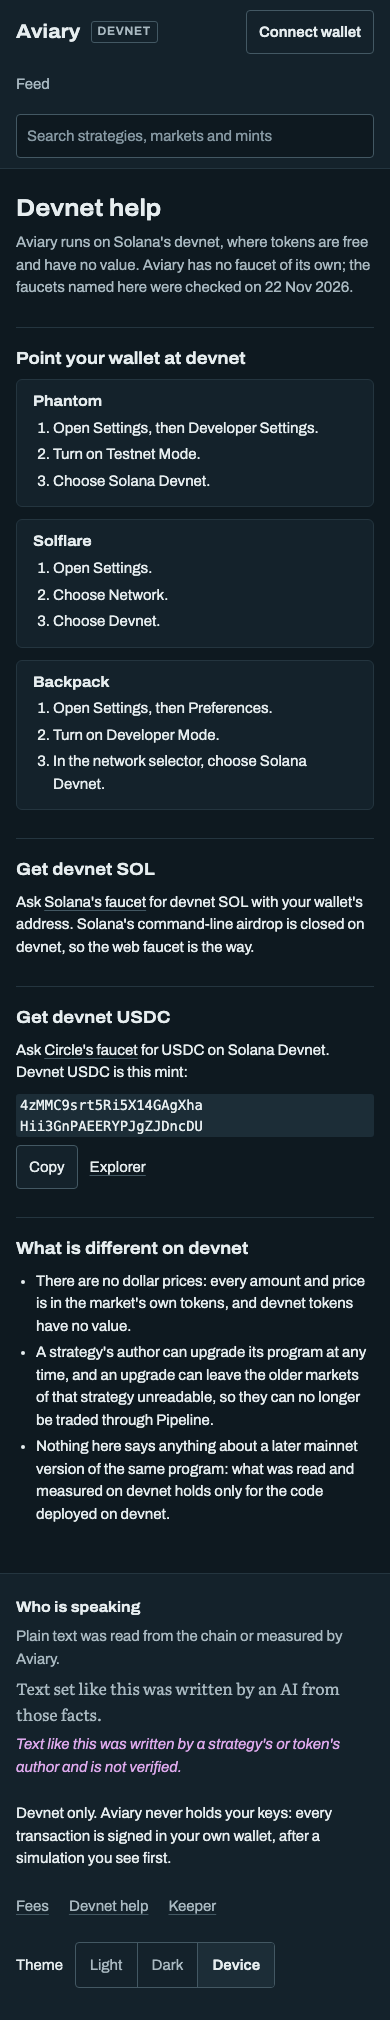 Aviary DEVNET Connect wallet
Feed
Search strategies, markets and mints
Devnet help
Aviary runs on Solana's devnet, where tokens are free
and have no value. Aviary has no faucet of its own; the
faucets named here were checked on 22 Nov 2026.
Point your wallet at devnet
Phantom
1. Open Settings, then Developer Settings.
2. Turn on Testnet Mode.
3. Choose Solana Devnet.
Solflare
1. Open Settings.
2. Choose Network.
3. Choose Devnet.
Backpack
1. Open Settings, then Preferences.
2. Turn on Developer Mode.
3. In the network selector, choose Solana
Devnet.
Get devnet SOL
Ask Solana's faucet for devnet SOL with your wallet's
address. Solana's command-line airdrop is closed on
devnet, so the web faucet is the way.
Get devnet USDC
Ask Circle's faucet for USDC on Solana Devnet.
Devnet USDC is this mint:
4zMMC9srt5Ri5X14GAgXha
Hii3GnPAEERYPJgZJDncDU
Copy Explorer
What is different on devnet
• There are no dollar prices: every amount and price
is in the market's own tokens, and devnet tokens
have no value.
• A strategy's author can upgrade its program at any
time, and an upgrade can leave the older markets
of that strategy unreadable, so they can no longer
be traded through Pipeline.
• Nothing here says anything about a later mainnet
version of the same program: what was read and
measured on devnet holds only for the code
deployed on devnet.
Who is speaking
Plain text was read from the chain or measured by
Aviary.
Text set like this was written by an AI from
those facts.
Text like this was written by a strategy's or token's
author and is not verified.
Devnet only. Aviary never holds your keys: every
transaction is signed in your own wallet, after a
simulation you see first.
Fees Devnet help Keeper
Theme Light Dark Device